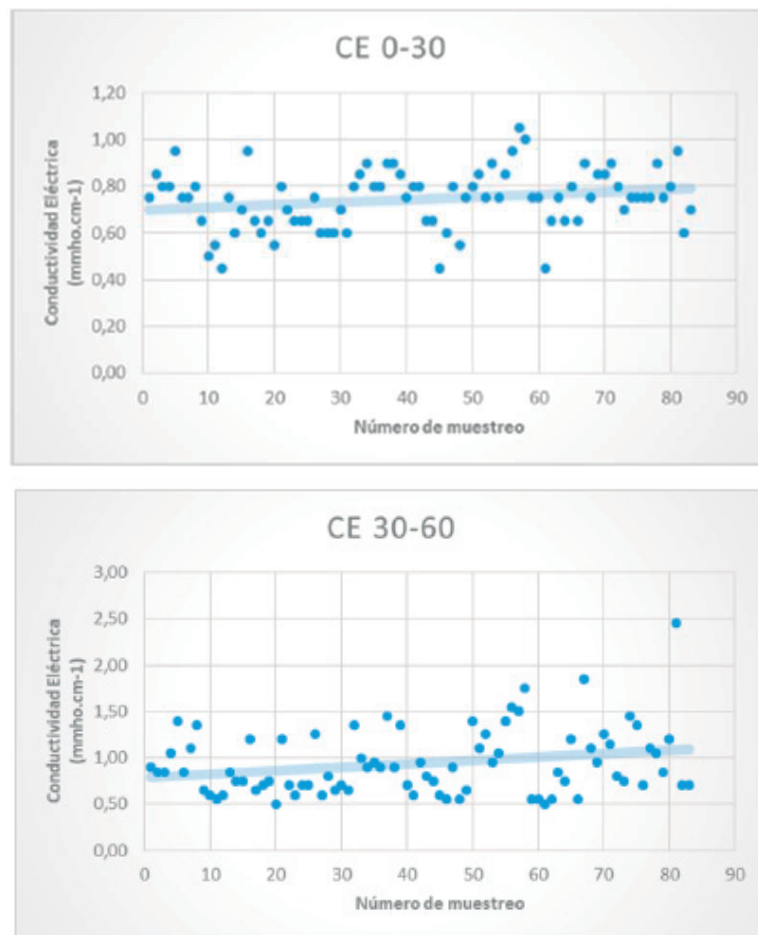 CE 0-30
Conductividad Eléctrica
(mmho.cm-1)
1,20
1,00
0,80
0,60
0,40
0,20
0,00
0 10 20 30 40 50 60 70 80 90
Número de muestreo
CE 30-60
Conductividad Eléctrica
(mmho.cm-1)
3,00
2,50
2,00
1,50
1,00
0,50
0,00
0 10 20 30 40 50 60 70 80 90
Número de muestreo